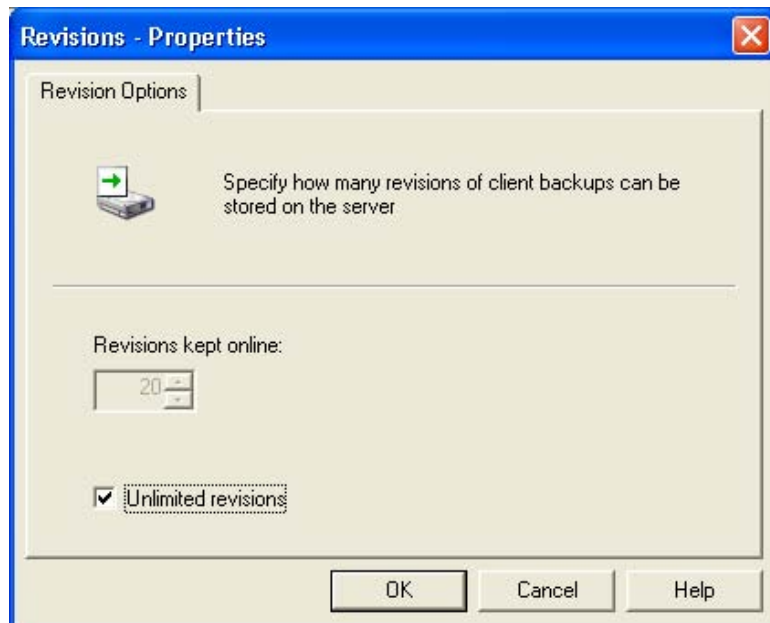 Revisions - Properties
Revision Options
Specify how many revisions of client backups can be
stored on the server
Revisions kept online:
20
Unlimited revisions
OK Cancel Help